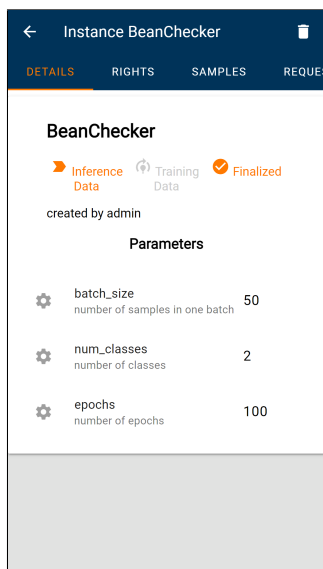 Instance BeanChecker
DETAILS RIGHTS SAMPLES
BeanChecker
Inference Training Finalized
Data Data
created by admin
Parameters
batch_size
number of samples in one batch 50
num_classes
number of classes 2
epochs
number of epochs 100